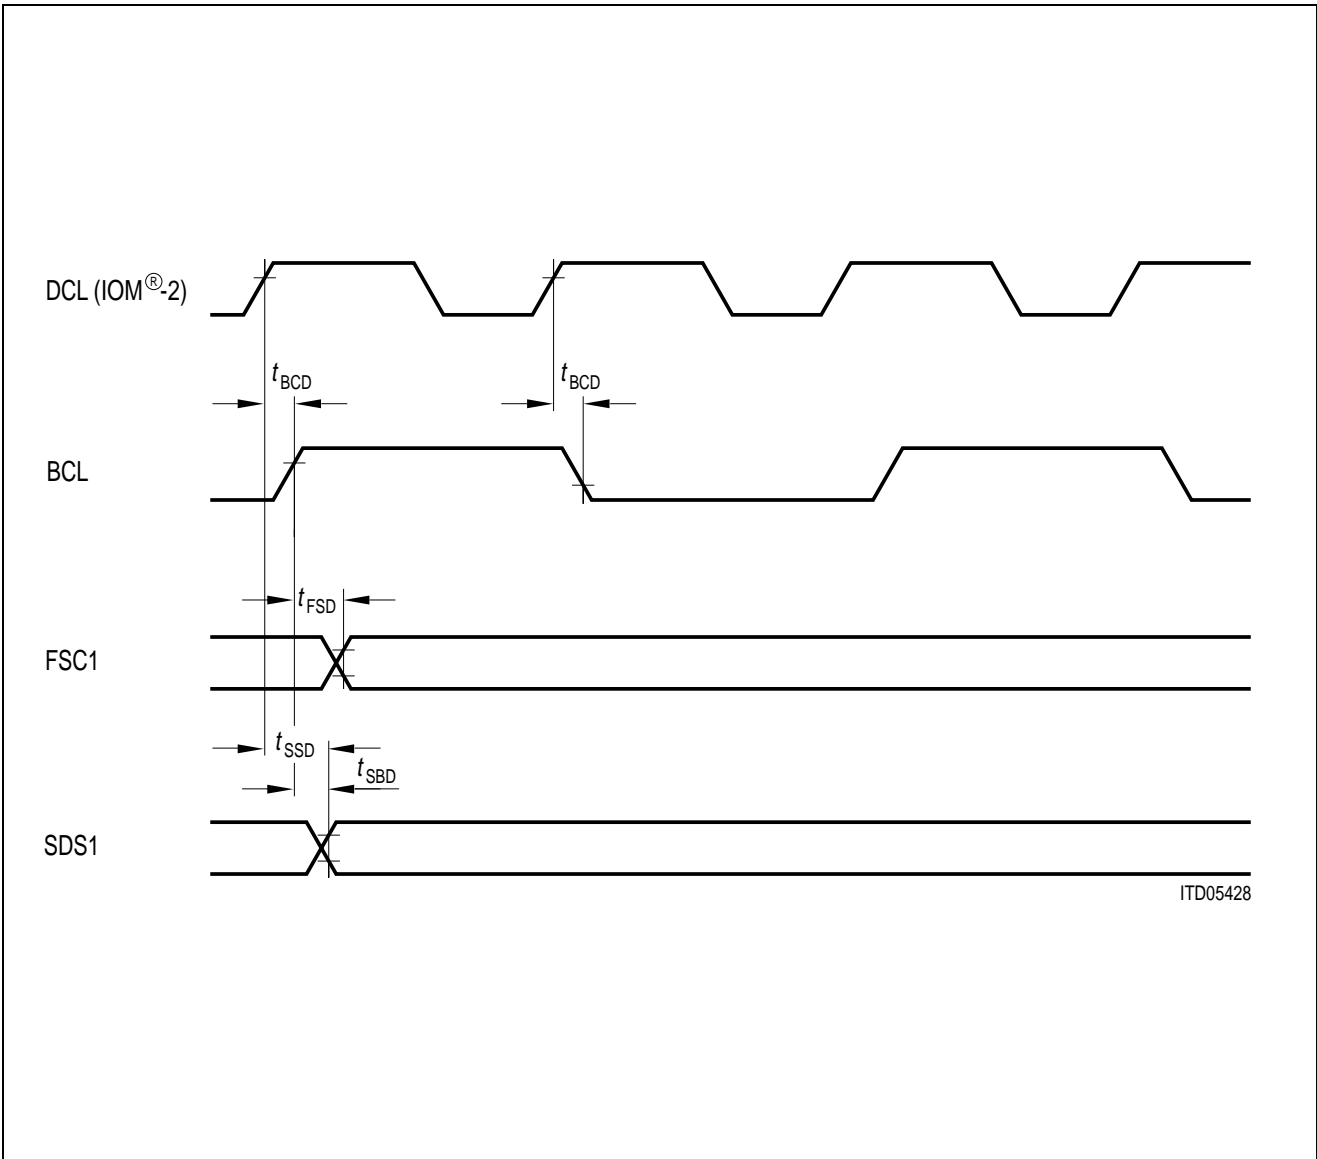 DCL (IOM®-2)
tBCD
tBCD
BCL
tFSD
FSC1
tSSD
tSBD
SDS1
ITD05428